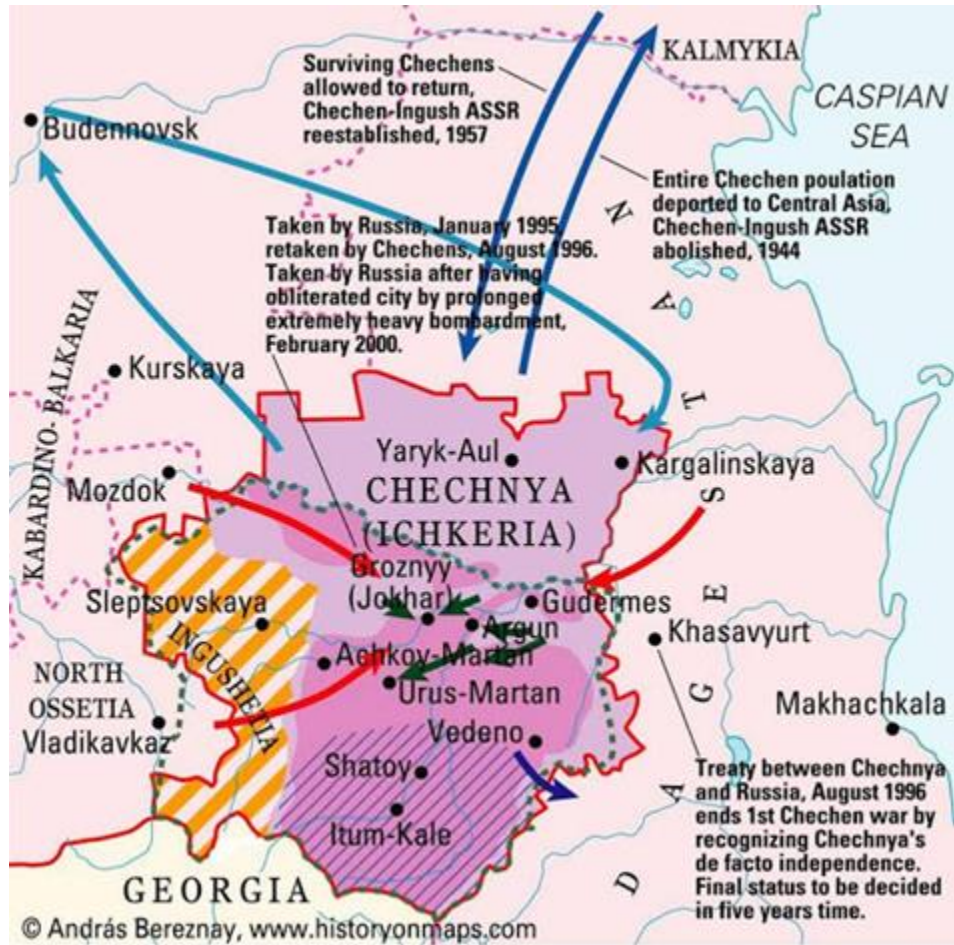 KALMYKIA
CASPIAN
SEA
Surviving Chechens
allowed to return,
Chechen-Ingush ASSR
reestablished, 1957
Budennovsk
Entire Chechen poulation
deported to Central Asia,
Chechen-Ingush ASSR
abolished, 1944
Taken by Russia, January 1995,
retaken by Chechens, August 1996.
Taken by Russia after having
obliterated city by prolonged
extremely heavy bombardment,
February 2000.
KABARDINO-BALKARIA
Kurskaya
Yaryk-Aul
Kargalinskaya
Mozdok
CHECHNYA
(ICHKERIA)
Groznyy
(Jokhar)
Gudermes
Sleptsovskaya
Argun
Khasavyurt
INGUSHETIA
Achkoy-Martan
NORTH
OSSETIA
Urus-Martan
Makhachkala
Vladikavkaz
Vedeno
Shatoy
Itum-Kale
DAGESTAN
Treaty between Chechnya
and Russia, August 1996
ends 1st Chechen war by
recognizing Chechnya's
de facto independence.
Final status to be decided
in five years time.
GEORGIA
© András Bereznay, www.historyonmaps.com